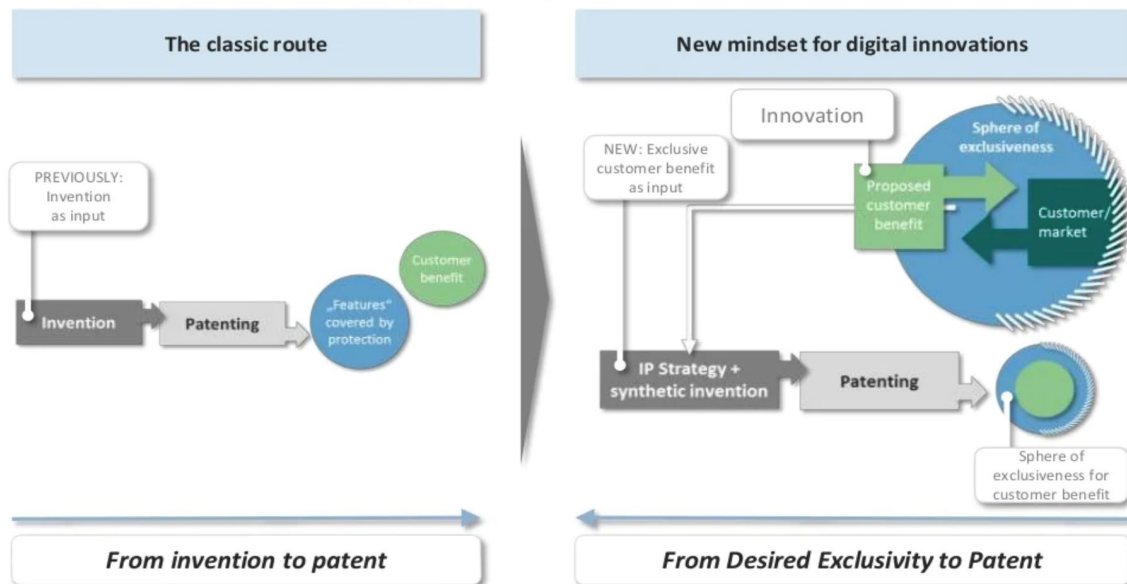 The classic route
PREVIOUSLY:
Invention
as input
Invention
Patenting
„Features“
covered by
protection
Customer
benefit
From invention to patent
New mindset for digital innovations
Innovation
NEW: Exclusive
customer benefit
as input
Sphere of
exclusiveness
Proposed
customer
benefit
Customer/
market
IP Strategy +
synthetic invention
Patenting
Sphere of
exclusiveness for
customer benefit
From Desired Exclusivity to Patent